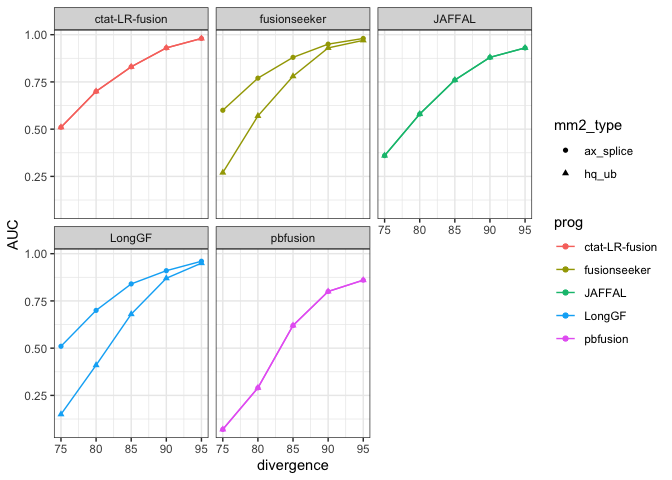 ctat-LR-fusion fusionseeker JAFFAL
1.00
0.75
0.50
0.25
75 80 85 90 95
LongGF pbfusion
1.00
0.75
0.50
0.25
75 80 85 90 95 75 80 85 90 95
AUC
divergence
mm2_type
ax_splice
hq_ub
prog
ctat-LR-fusion
fusionseeker
JAFFAL
LongGF
pbfusion